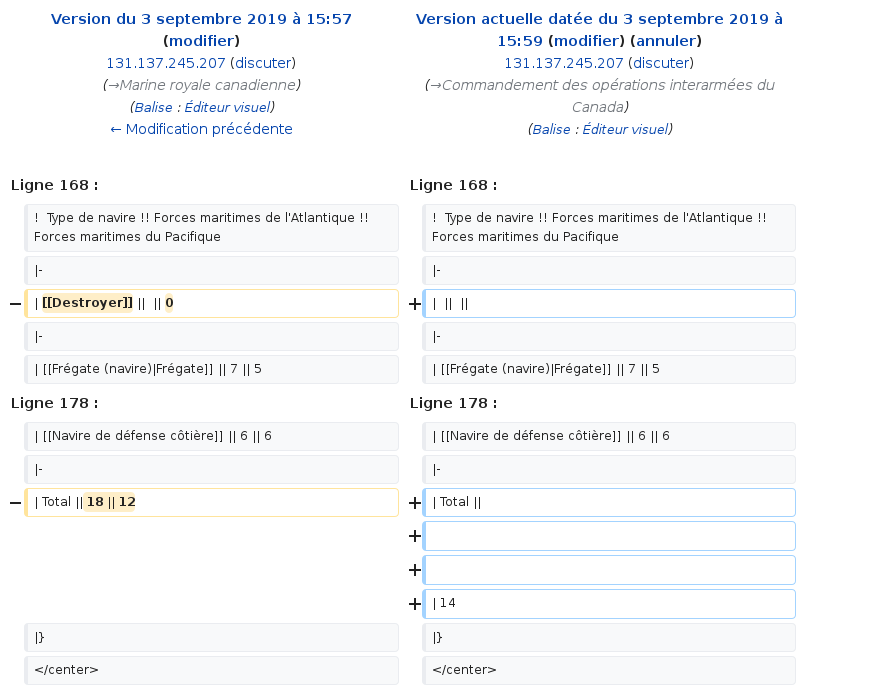 Version du 3 septembre 2019 à 15:57
(modifier)
131.137.245.207 (discuter)
(→Marine royale canadienne)
(Balise : Éditeur visuel)
← Modification précédente
Version actuelle datée du 3 septembre 2019 à
15:59 (modifier) (annuler)
131.137.245.207 (discuter)
(→Commandement des opérations interarmées du
Canada)
(Balise : Éditeur visuel)
Ligne 168 :
Ligne 168 :
! Type de navire !! Forces maritimes de l'Atlantique !!
Forces maritimes du Pacifique
! Type de navire !! Forces maritimes de l'Atlantique !!
Forces maritimes du Pacifique
|-
|-
− | [[Destroyer]] || || 0
+ | || ||
|-
|-
| [[Frégate (navire)|Frégate]] || 7 || 5
| [[Frégate (navire)|Frégate]] || 7 || 5
Ligne 178 :
Ligne 178 :
| [[Navire de défense côtière]] || 6 || 6
| [[Navire de défense côtière]] || 6 || 6
|-
|-
− | Total || 18 || 12
+ | Total ||
+
+
+ | 14
|}
|}
</center>
</center>